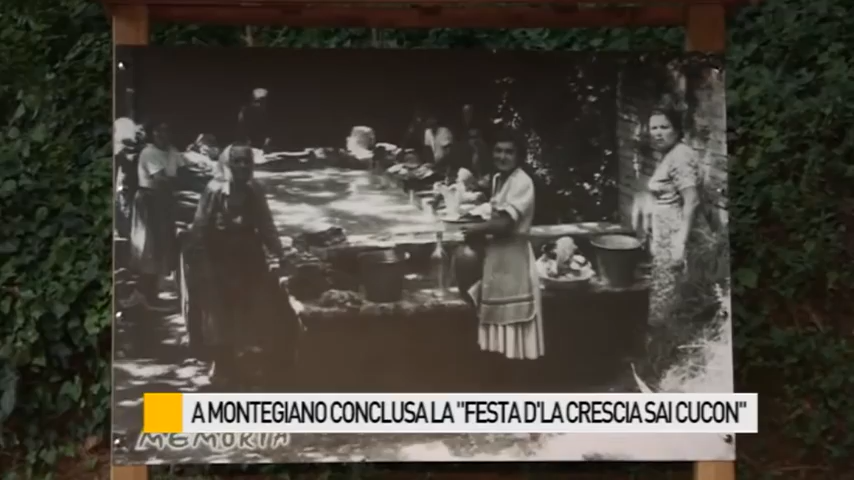 A MONTEGIANO CONCLUSA LA "FESTA D'LA CRESCIA SAI CUCON"
MEMORIA